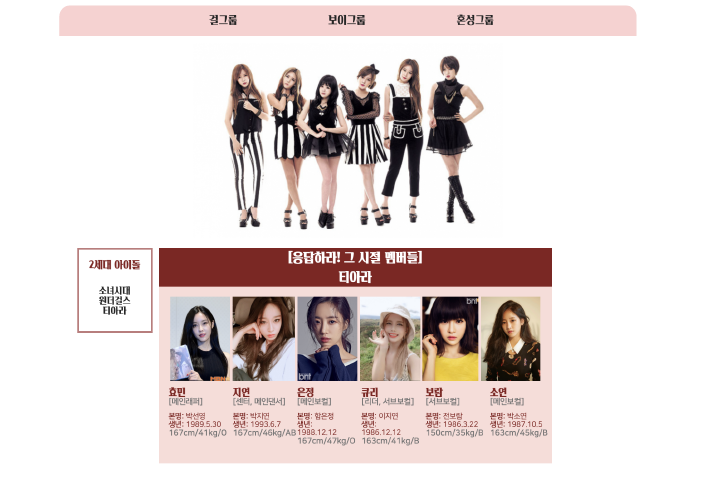 걸그룹 보이그룹 혼성그룹
[응답하라! 그 시절 멤버들]
티아라
2세대 아이돌
소녀시대
원더걸스
티아라
효민
[메인래퍼]
본명: 박선영
생년: 1989.5.30
167cm/41kg/O
지연
[센터, 메인댄서]
본명: 박지연
생년: 1993.6.7
167cm/46kg/AB
은정
[메인보컬]
본명: 함은정
생년:
1988.12.12
167cm/47kg/O
큐리
[리더, 서브보컬]
본명: 이지연
생년:
1986.12.12
163cm/41kg/B
보람
[서브보컬]
본명: 전보람
생년: 1986.3.22
150cm/35kg/B
소연
[메인보컬]
본명: 박소연
생년: 1987.10.5
163cm/45kg/B
bnt
bnt